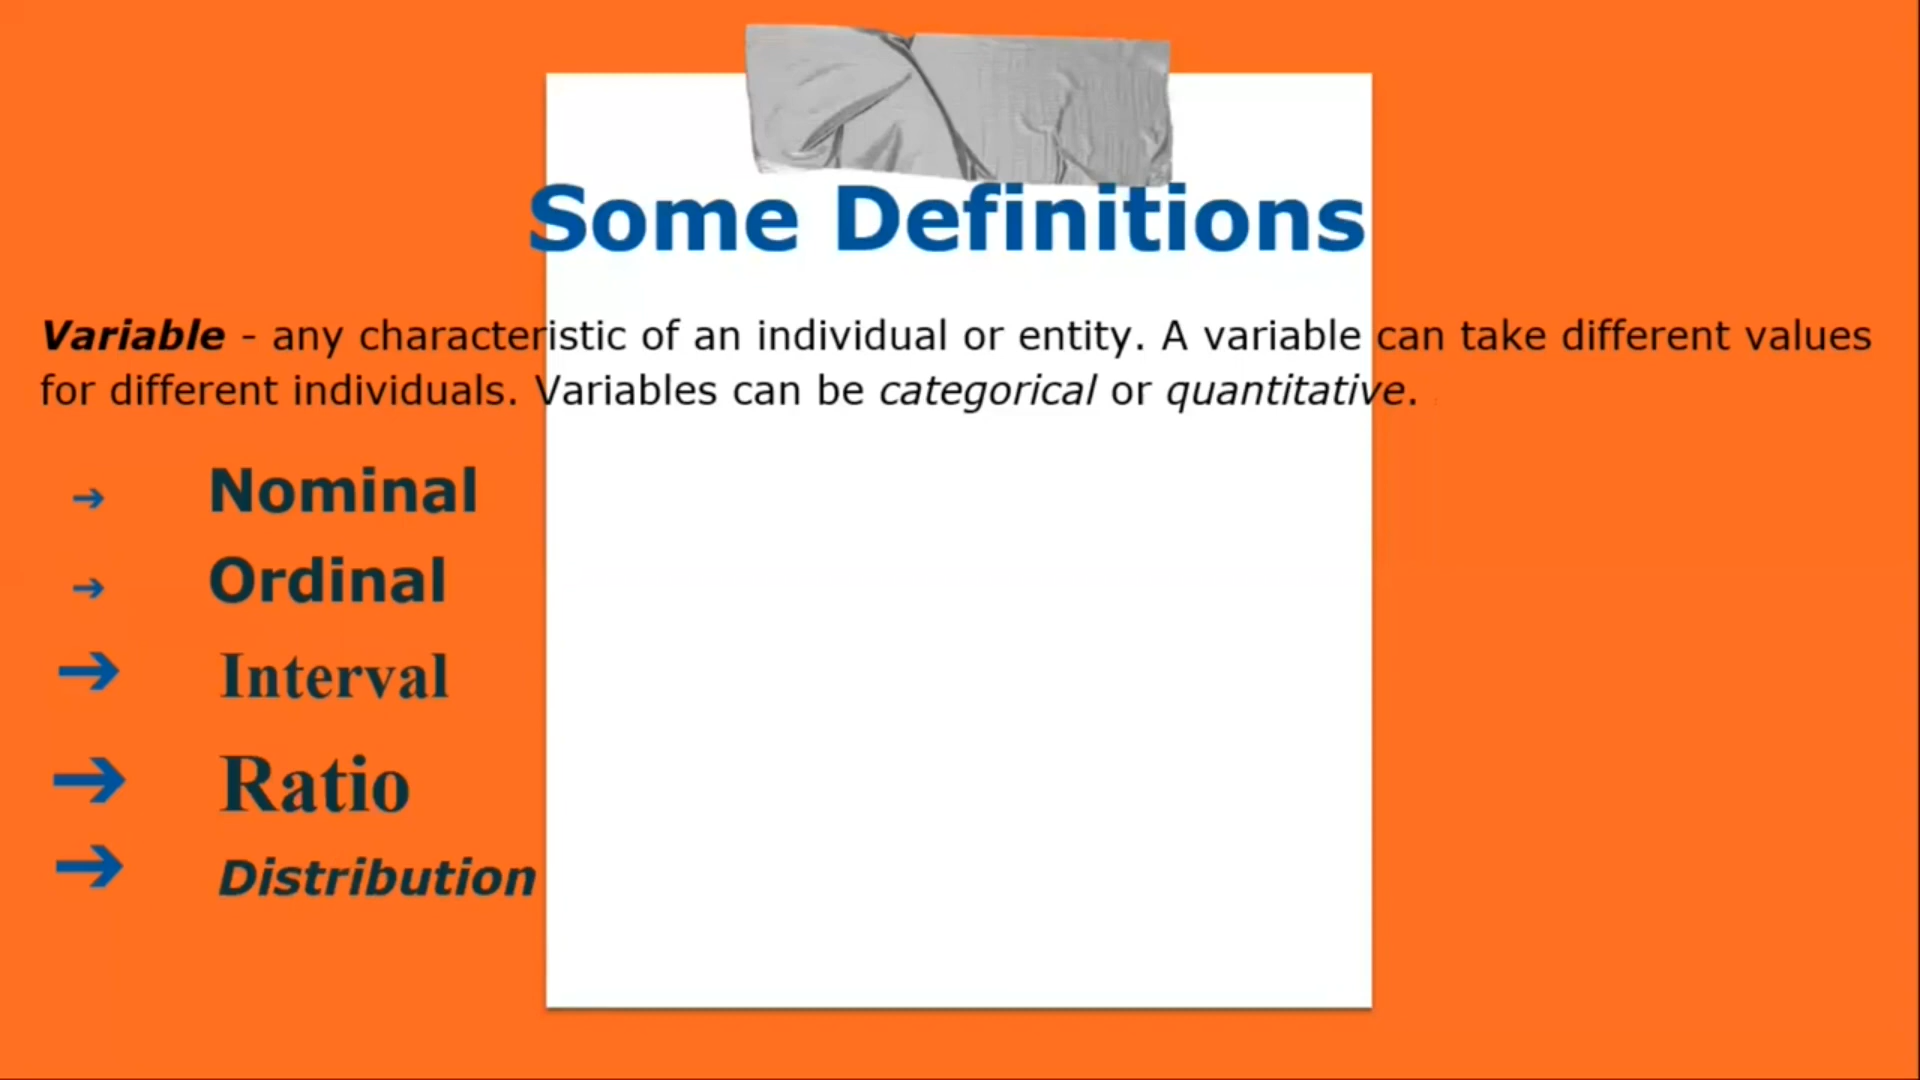 Some Definitions
Variable - any characteristic of an individual or entity. A variable can take different values
for different individuals. Variables can be categorical or quantitative.
➔ Nominal
➔ Ordinal
➔ Interval
➔ Ratio
➔ Distribution